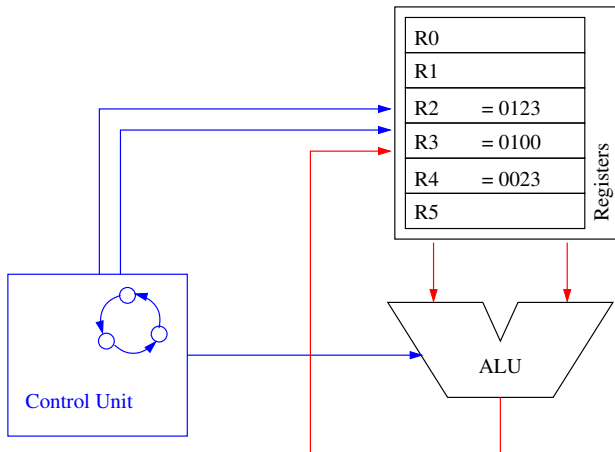 R0
R1
R2 = 0123
R3 = 0100
R4 = 0023
R5
Registers
ALU
Control Unit